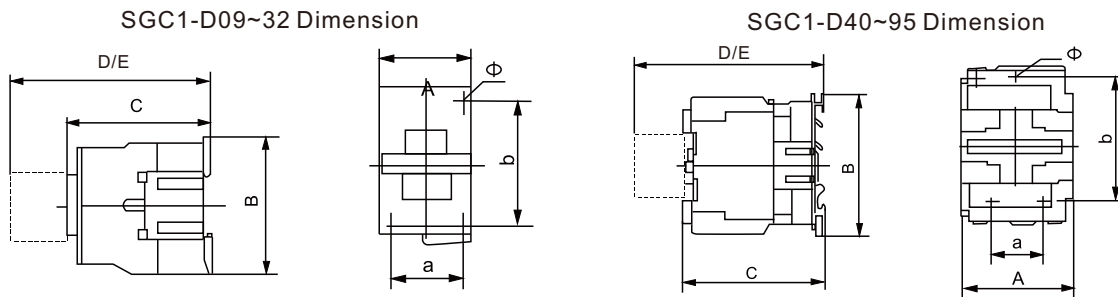 SGC1-D09~32 Dimension
D/E
C
B
A
Φ
b
a
SGC1-D40~95 Dimension
D/E
B
C
Φ
b
a
A